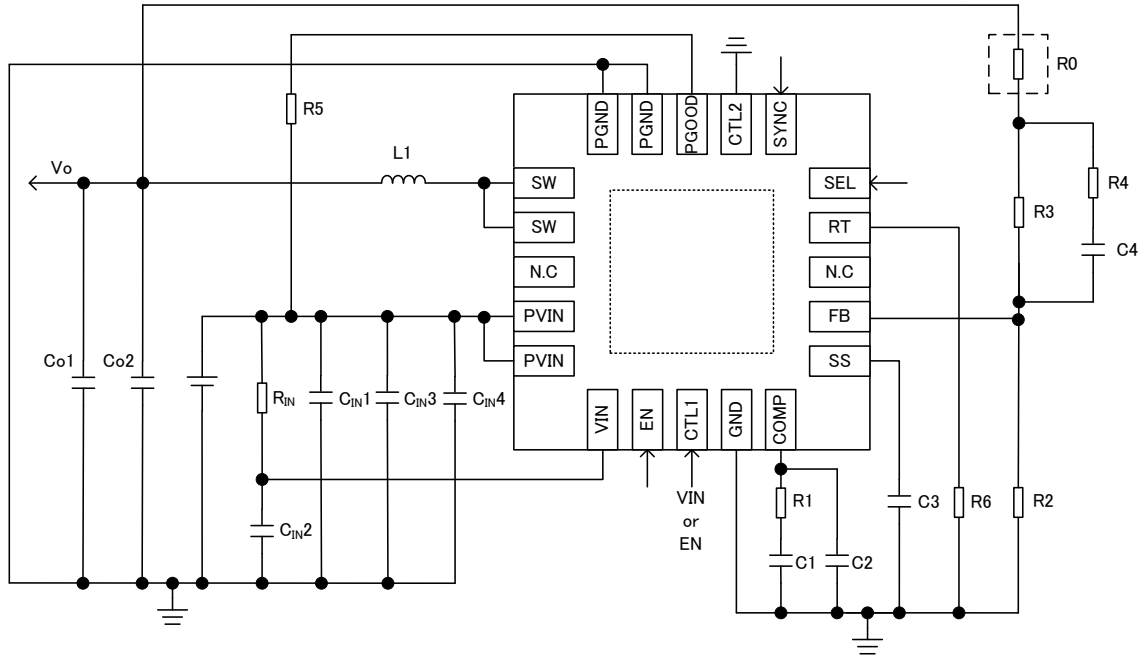 R0
R5
PGND
PGND
PGOOD
CTL2
SYNC
L1
Vo
SW
SEL
R4
SW
RT
R3
N.C
N.C
C4
PVIN
FB
Co1
Co2
PVIN
SS
RIN
CIN1
CIN3
CIN4
VIN
EN
CTL1
GND
COMP
VIN
or
EN
R1
C3
R6
R2
CIN2
C1
C2